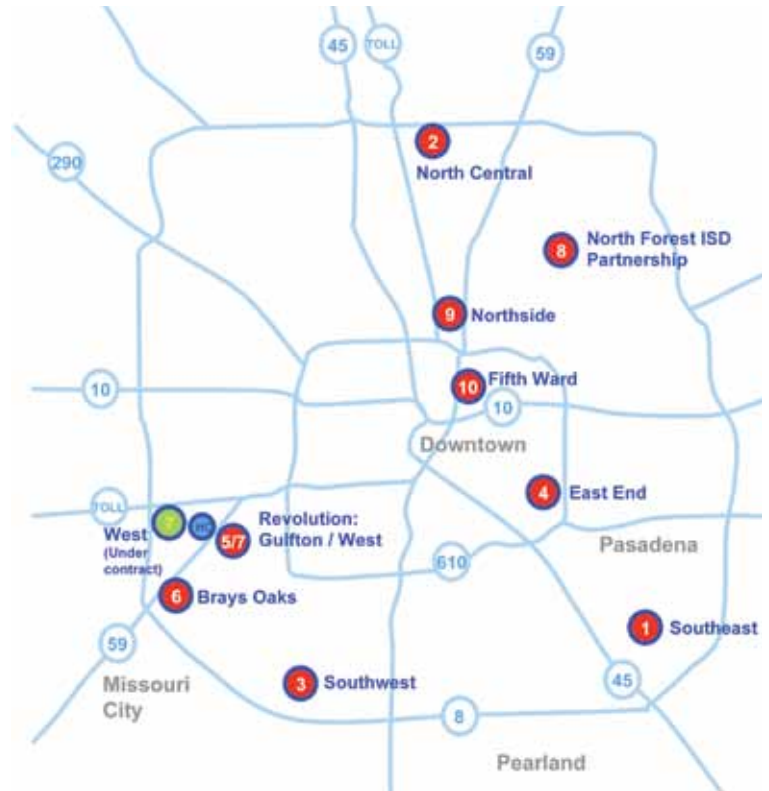 45
TOLL
59
2
290
North Central
8
North Forest ISD
Partnership
9
Northside
10
10
Fifth Ward
10
Downtown
4
East End
TOLL
7
HQ
West
(Under
contract)
5/7
Revolution:
Gulfton / West
Pasadena
610
6
Brays Oaks
1
Southeast
59
Missouri
City
3
Southwest
45
8
Pearland